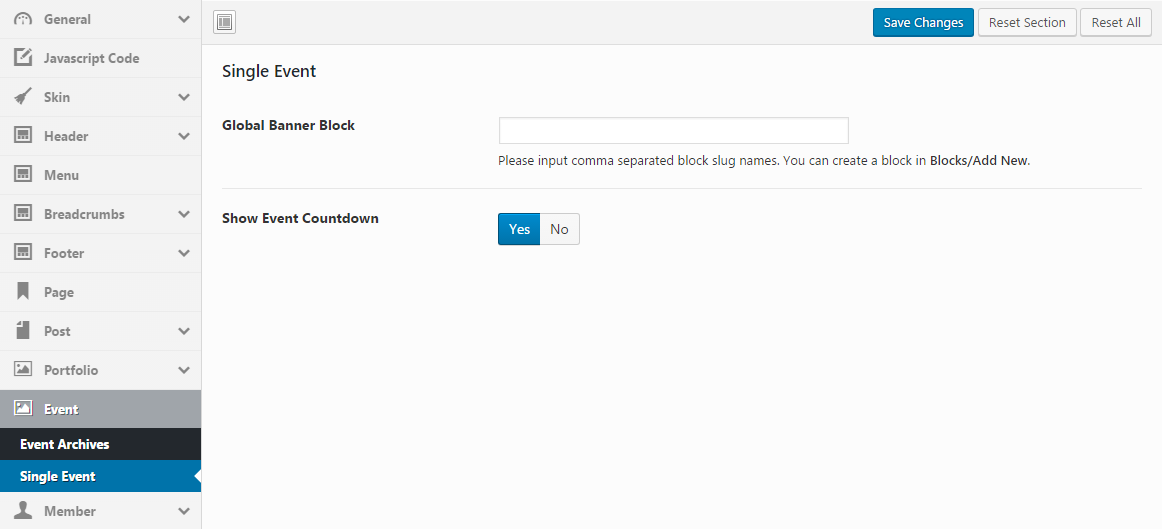 General
Javascript Code
Skin
Header
Menu
Breadcrumbs
Footer
Page
Post
Portfolio
Event
Event Archives
Single Event
Member
Save Changes Reset Section Reset All
Single Event
Global Banner Block
Please input comma separated block slug names. You can create a block in Blocks/Add New.
Show Event Countdown
Yes No